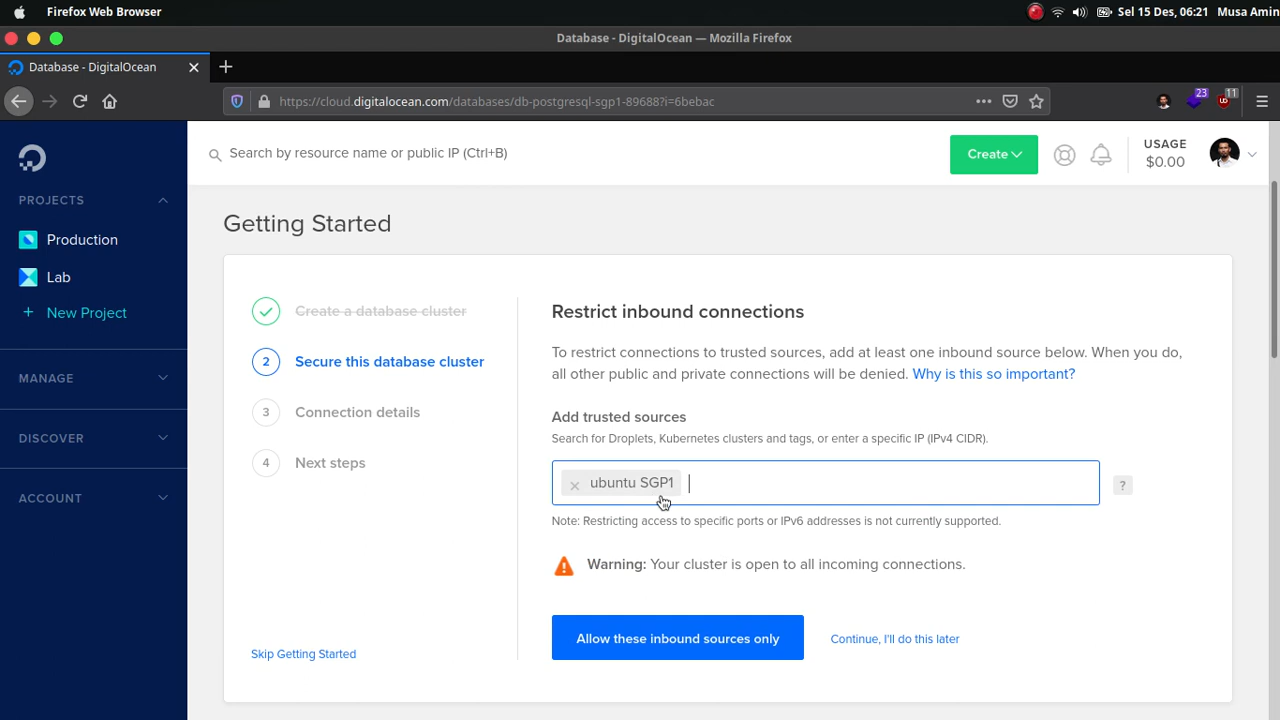 Firefox Web Browser
Sel 15 Des, 06:21 Musa Amin
Database - DigitalOcean — Mozilla Firefox
Database - DigitalOcean
https://cloud.digitalocean.com/databases/db-postgresql-sgp1-89688?i=6bebac
23
11
Search by resource name or public IP (Ctrl+B)
Create
USAGE
$0.00
PROJECTS
Production
Lab
+ New Project
MANAGE
DISCOVER
ACCOUNT
Getting Started
Create a database cluster
2 Secure this database cluster
3 Connection details
4 Next steps
Skip Getting Started
Restrict inbound connections
To restrict connections to trusted sources, add at least one inbound source below. When you do,
all other public and private connections will be denied. Why is this so important?
Add trusted sources
Search for Droplets, Kubernetes clusters and tags, or enter a specific IP (IPv4 CIDR).
× ubuntu SGP1
?
Note: Restricting access to specific ports or IPv6 addresses is not currently supported.
Warning: Your cluster is open to all incoming connections.
Allow these inbound sources only
Continue, I'll do this later